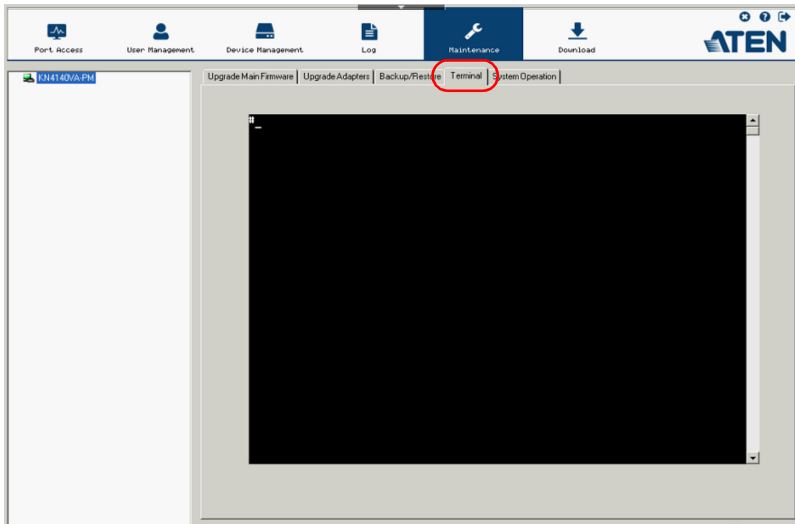 Port Access
User Management
Device Management
Log
Maintenance
Download
ATEN
KN4140VA-PM
Upgrade Main Firmware
Upgrade Adapters
Backup/Restore
Terminal
System Operation
#_